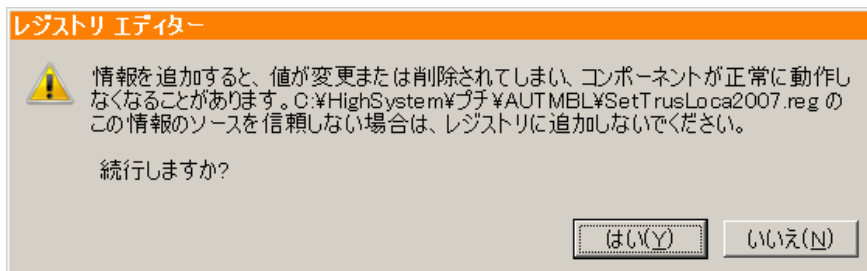 レジストリ エディター
情報を追加すると、値が変更または削除されてしまい、コンポーネントが正常に動作し
なくなることがあります。C:¥HighSystem¥プチ¥AUTMBL¥SetTrusLoca2007.reg の
この情報のソースを信頼しない場合は、レジストリに追加しないでください。
続行しますか?
はい(Y) いいえ(N)